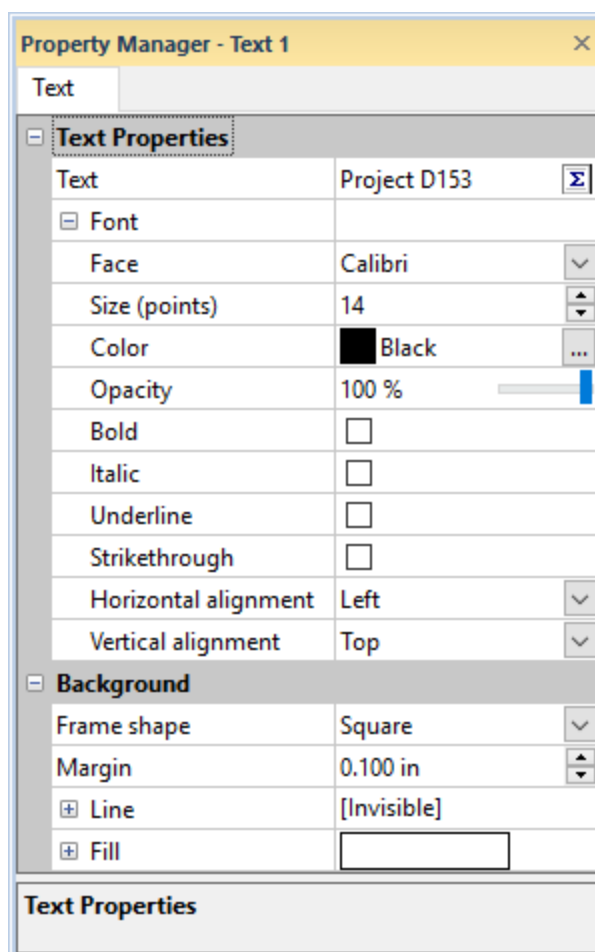 Property Manager - Text 1
Text
Text Properties
Text Project D153 Σ
Font
Face Calibri
Size (points) 14
Color Black ...
Opacity 100 %
Bold
Italic
Underline
Strikethrough
Horizontal alignment Left
Vertical alignment Top
Background
Frame shape Square
Margin 0.100 in
Line [Invisible]
Fill
Text Properties